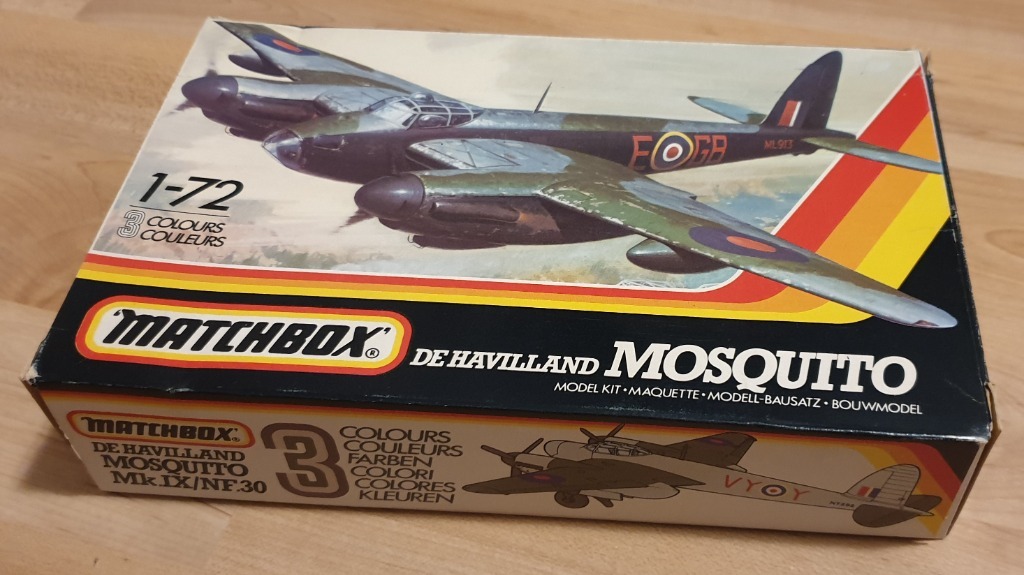 E GB
ML913
1-72
3 COLOURS
COULEURS
'MATCHBOX'®
DE HAVILLAND MOSQUITO
MODEL KIT • MAQUETTE • MODELL-BAUSATZ • BOUWMODEL
'MATCHBOX'®
DE HAVILLAND
MOSQUITO
Mk IX/NF.30
3
COLOURS
COULEURS
FARBEN
COLORI
COLORES
KLEUREN
VY Y